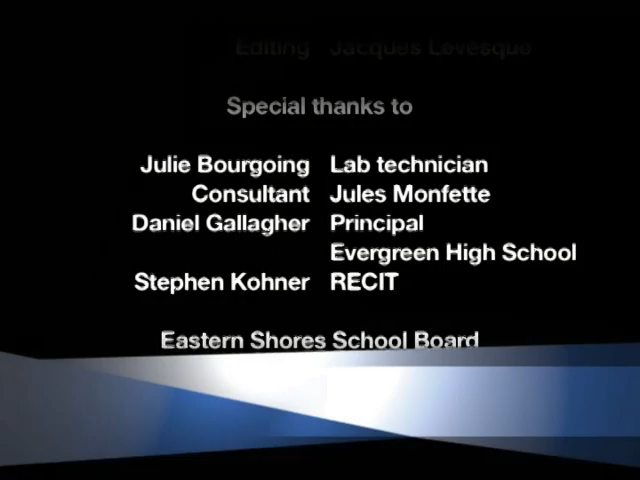 Editing Jacques Levesque
Special thanks to
Julie Bourgoing Lab technician
Consultant Jules Monfette
Daniel Gallagher Principal
Evergreen High School
Stephen Kohner RECIT
Eastern Shores School Board